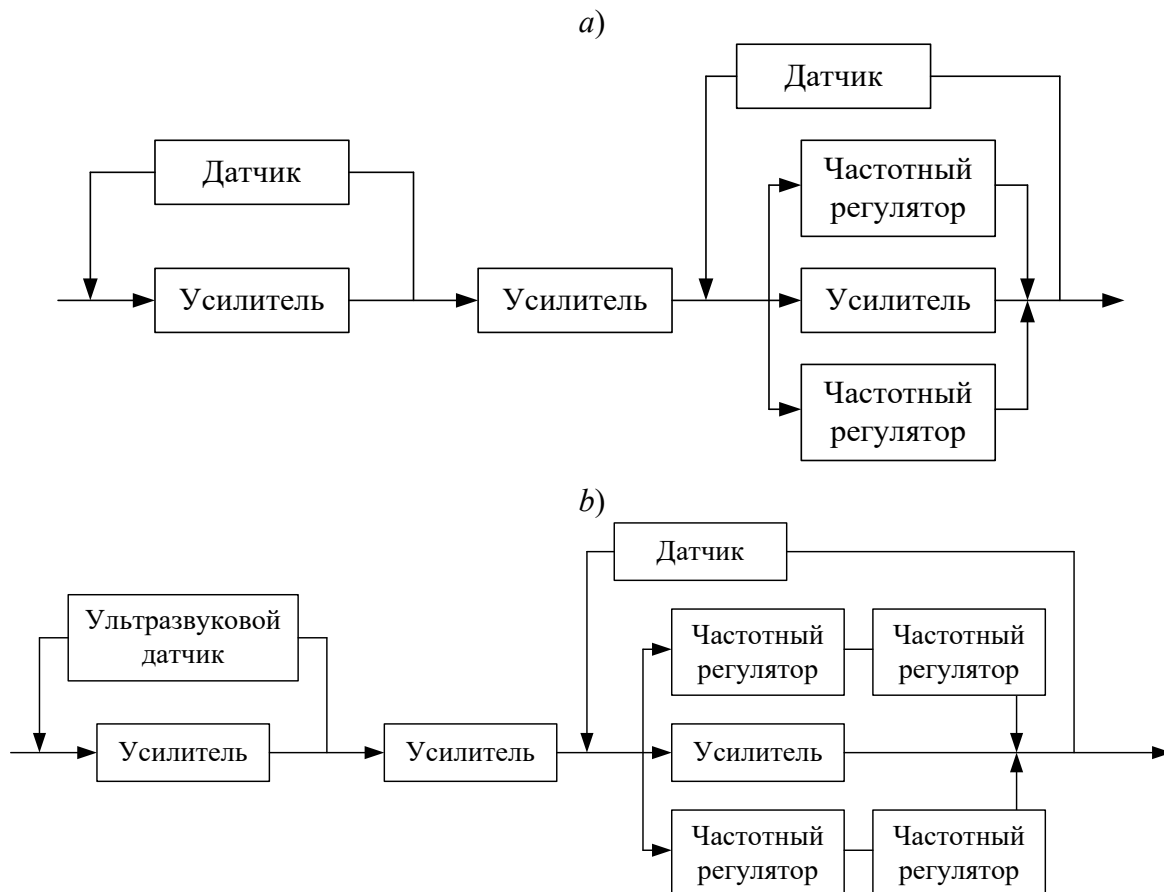 a)
Датчик
Датчик
Частотный
регулятор
Усилитель
Усилитель
Усилитель
Частотный
регулятор
b)
Датчик
Ультразвуковой
датчик
Частотный
регулятор
Частотный
регулятор
Усилитель
Усилитель
Усилитель
Частотный
регулятор
Частотный
регулятор